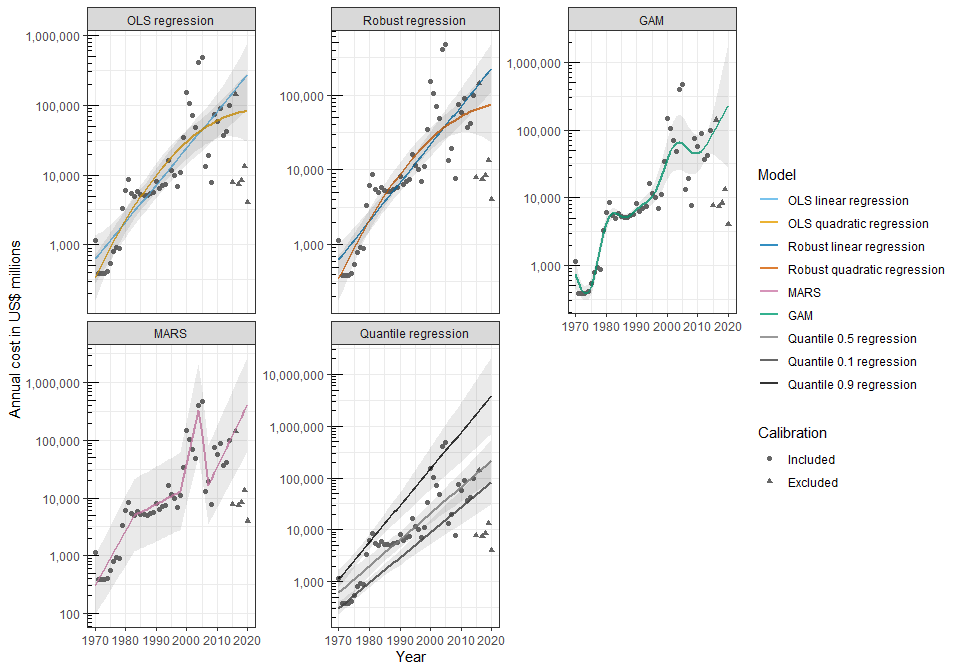 OLS regression
Robust regression
GAM
1,000,000
100,000
10,000
1,000
100,000
10,000
1,000
1,000,000
100,000
10,000
1,000
1970 1980 1990 2000 2010 2020
MARS
Quantile regression
1,000,000
100,000
10,000
1,000
100
10,000,000
1,000,000
100,000
10,000
1,000
1970 1980 1990 2000 2010 2020
1970 1980 1990 2000 2010 2020
Annual cost in US$ millions
Year
Model
OLS linear regression
OLS quadratic regression
Robust linear regression
Robust quadratic regression
MARS
GAM
Quantile 0.5 regression
Quantile 0.1 regression
Quantile 0.9 regression
Calibration
Included
Excluded